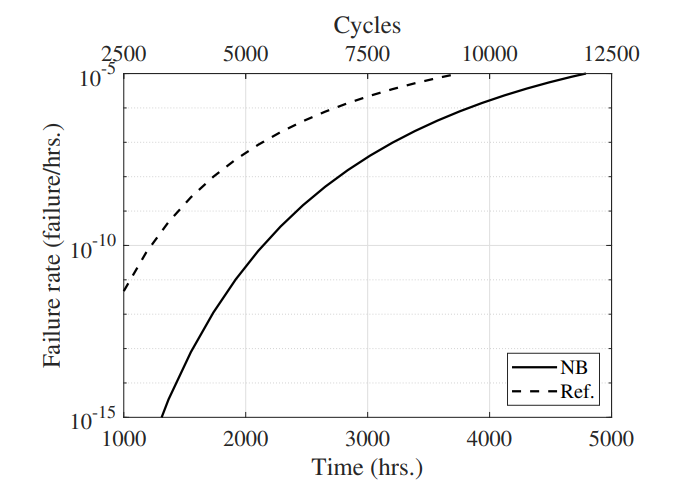 Cycles
2500 5000 7500 10000 12500
10-5
10-10
10-15
Failure rate (failure/hrs.)
NB
Ref.
1000 2000 3000 4000 5000
Time (hrs.)